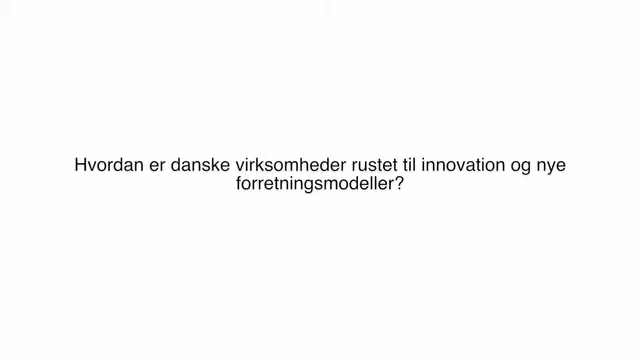 Hvordan er danske virksomheder rustet til innovation og nye
forretningsmodeller?